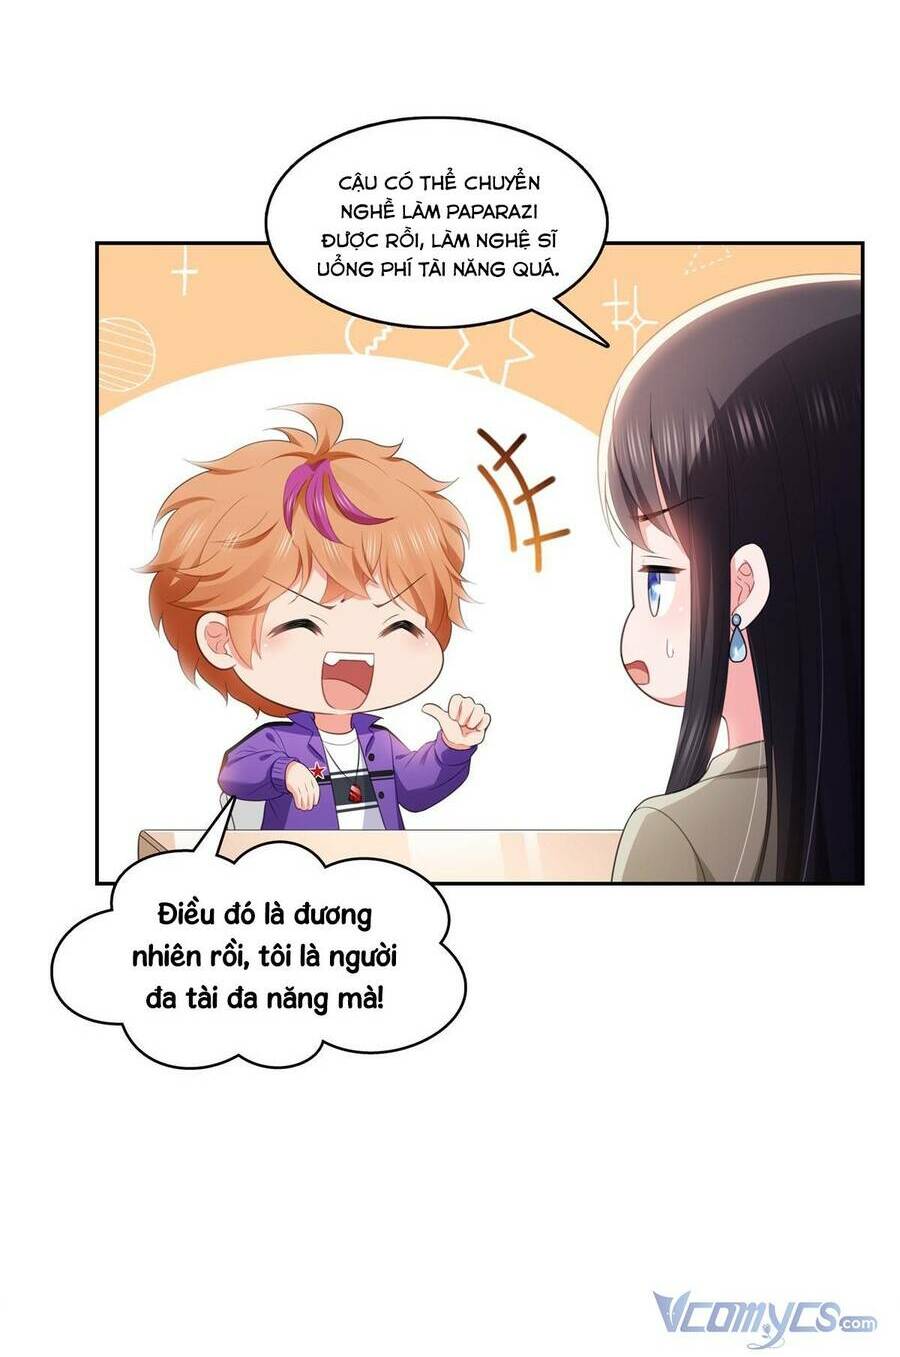 CẬU CÓ THỂ CHUYỂN
NGHỀ LÀM PAPARAZI
ĐƯỢC RỒI, LÀM NGHỆ SĨ
UỔNG PHÍ TÀI NĂNG QUÁ.
Điều đó là đương
nhiên rồi, tôi là người
đa tài đa năng mà!
VCOMYCS.com